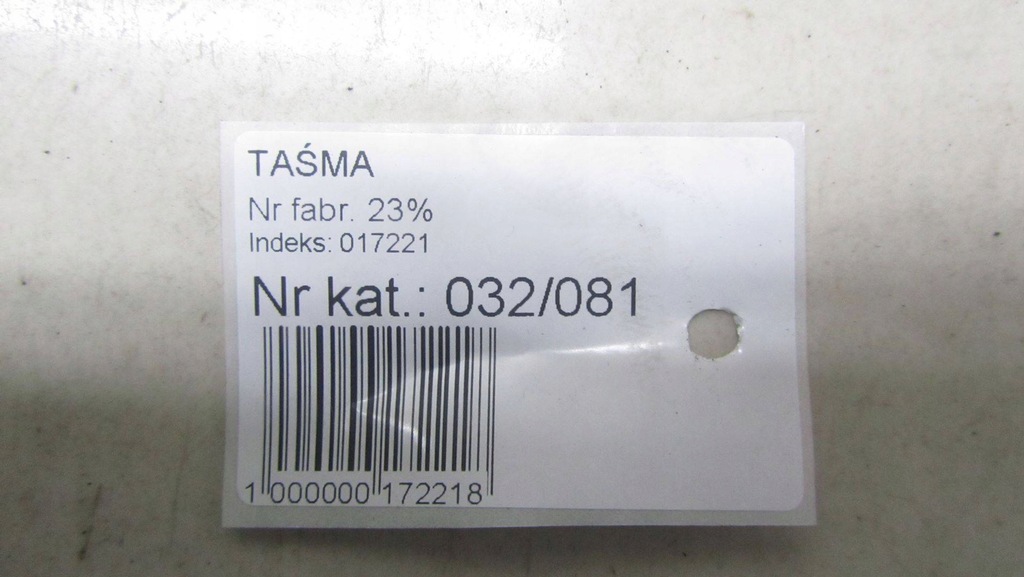 TAŚMA
Nr fabr. 23%
Indeks: 017221
Nr kat.: 032/081
1 000000 172218